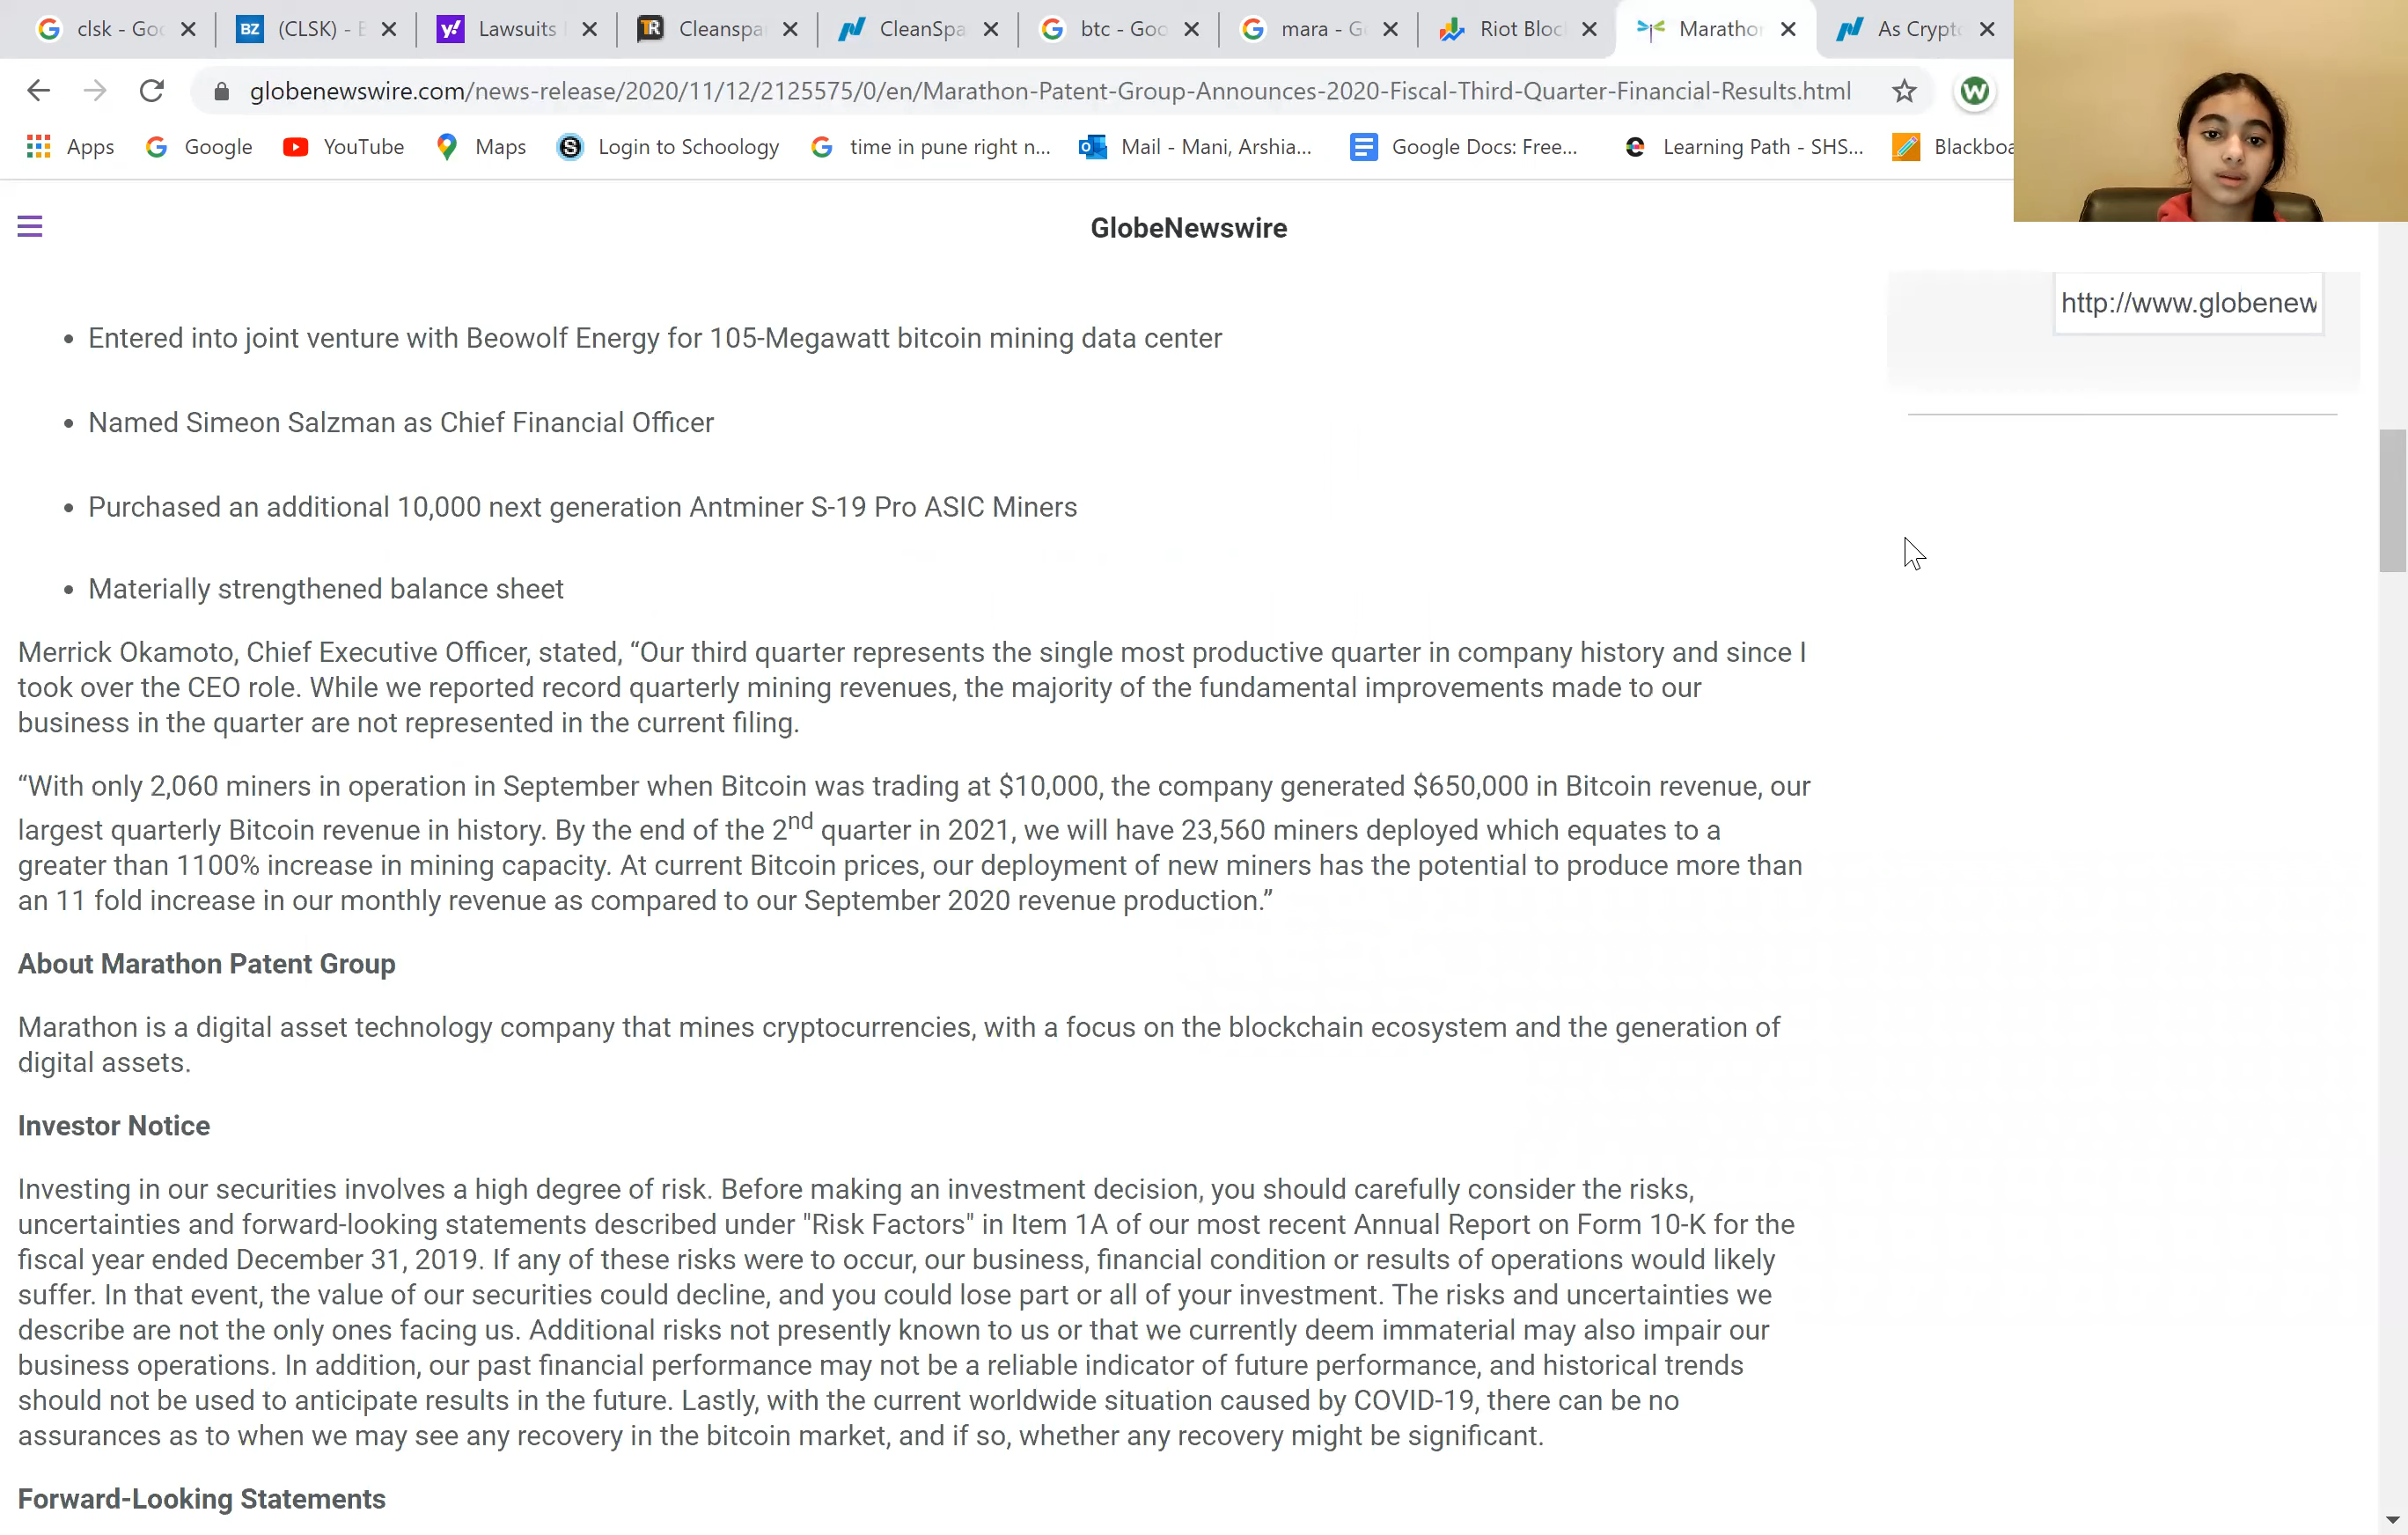 clsk - Goo
(CLSK) - B
Lawsuits
Cleanspa
CleanSpa
btc - Goo
mara - G
Riot Bloc
Marathon
As Crypto
globenewswire.com/news-release/2020/11/12/2125575/0/en/Marathon-Patent-Group-Announces-2020-Fiscal-Third-Quarter-Financial-Results.html
Apps
Google
YouTube
Maps
Login to Schoology
time in pune right n...
Mail - Mani, Arshia...
Google Docs: Free...
Learning Path - SHS...
Blackboa
GlobeNewswire
http://www.globenew
• Entered into joint venture with Beowolf Energy for 105-Megawatt bitcoin mining data center
• Named Simeon Salzman as Chief Financial Officer
• Purchased an additional 10,000 next generation Antminer S-19 Pro ASIC Miners
• Materially strengthened balance sheet
Merrick Okamoto, Chief Executive Officer, stated, “Our third quarter represents the single most productive quarter in company history and since I
took over the CEO role. While we reported record quarterly mining revenues, the majority of the fundamental improvements made to our
business in the quarter are not represented in the current filing.
“With only 2,060 miners in operation in September when Bitcoin was trading at $10,000, the company generated $650,000 in Bitcoin revenue, our
largest quarterly Bitcoin revenue in history. By the end of the 2nd quarter in 2021, we will have 23,560 miners deployed which equates to a
greater than 1100% increase in mining capacity. At current Bitcoin prices, our deployment of new miners has the potential to produce more than
an 11 fold increase in our monthly revenue as compared to our September 2020 revenue production.”
About Marathon Patent Group
Marathon is a digital asset technology company that mines cryptocurrencies, with a focus on the blockchain ecosystem and the generation of
digital assets.
Investor Notice
Investing in our securities involves a high degree of risk. Before making an investment decision, you should carefully consider the risks,
uncertainties and forward-looking statements described under "Risk Factors" in Item 1A of our most recent Annual Report on Form 10-K for the
fiscal year ended December 31, 2019. If any of these risks were to occur, our business, financial condition or results of operations would likely
suffer. In that event, the value of our securities could decline, and you could lose part or all of your investment. The risks and uncertainties we
describe are not the only ones facing us. Additional risks not presently known to us or that we currently deem immaterial may also impair our
business operations. In addition, our past financial performance may not be a reliable indicator of future performance, and historical trends
should not be used to anticipate results in the future. Lastly, with the current worldwide situation caused by COVID-19, there can be no
assurances as to when we may see any recovery in the bitcoin market, and if so, whether any recovery might be significant.
Forward-Looking Statements